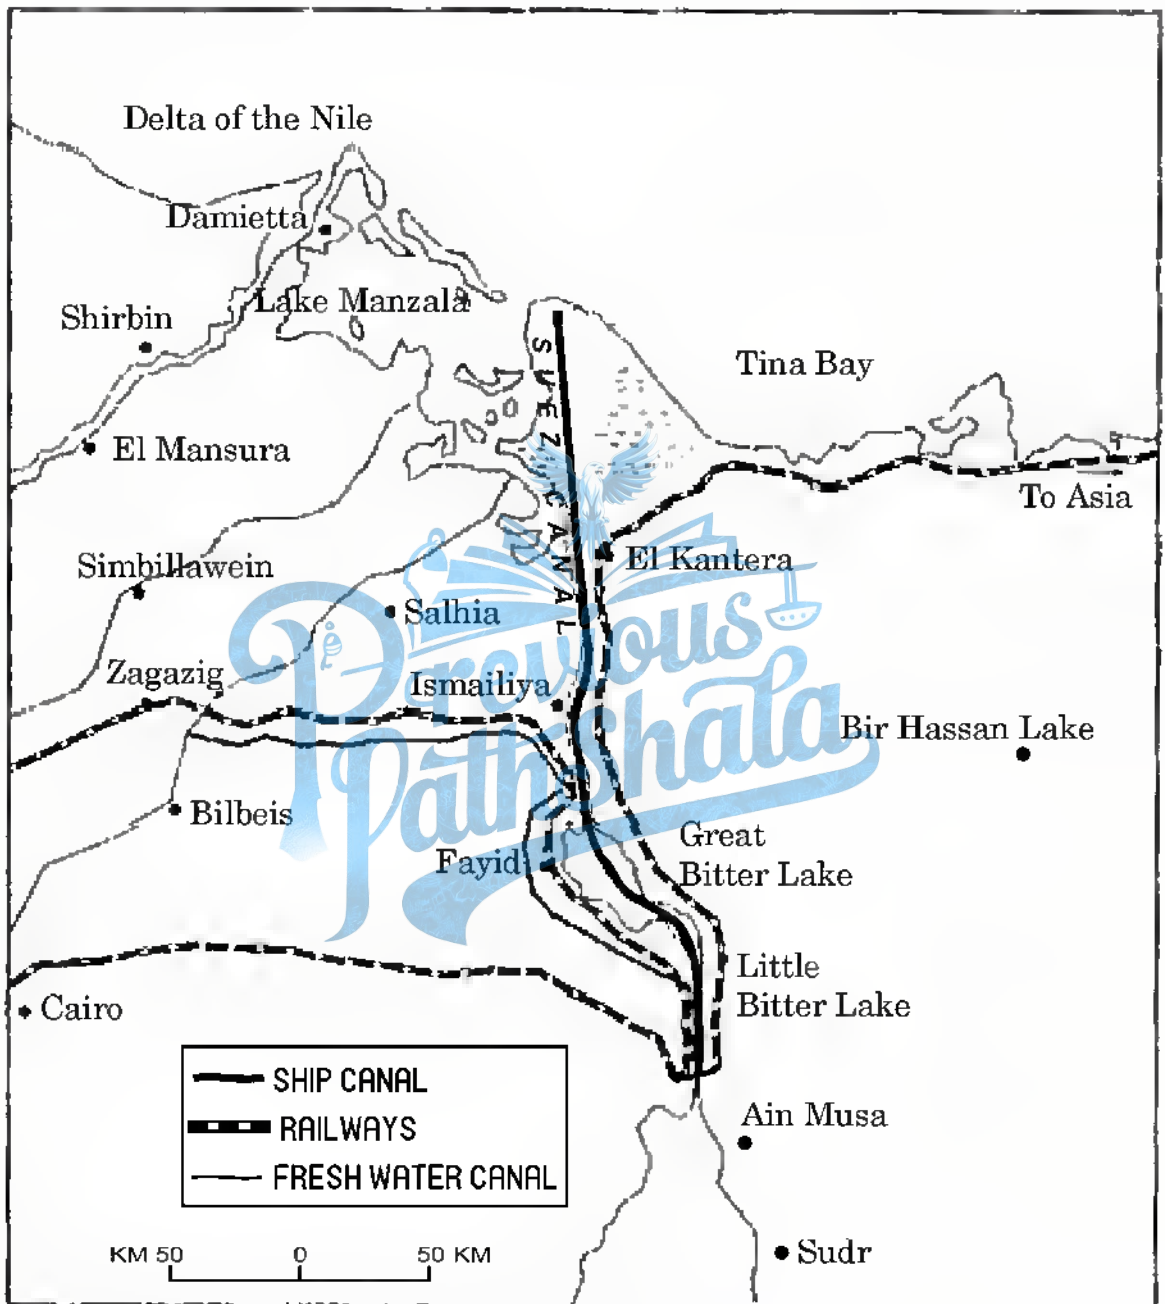 Delta of the Nile
Damietta
Lake Manzala
Shirbin
SUEZ CANAL
Tina Bay
El Mansura
To Asia
El Kantera
Simbillawein
Salhia
Zagazig
Ismailiya
Bir Hassan Lake
Bilbeis
Great
Bitter Lake
Fayid
Little
Bitter Lake
Cairo
SHIP CANAL
RAILWAYS
FRESH WATER CANAL
Ain Musa
Sudr
KM 50 0 50 KM
Previous
Pathshala